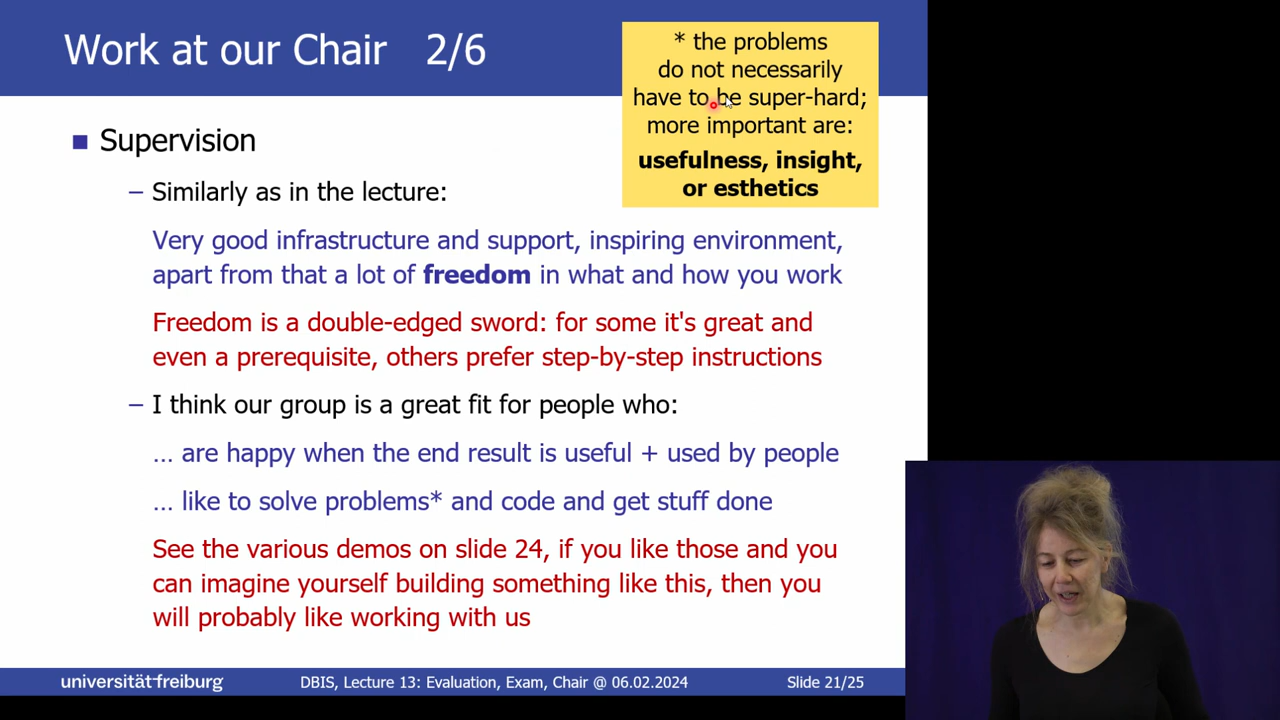 Work at our Chair 2/6
* the problems
do not necessarily
have to be super-hard;
more important are:
usefulness, insight,
or esthetics
■ Supervision
– Similarly as in the lecture:
Very good infrastructure and support, inspiring environment,
apart from that a lot of freedom in what and how you work
Freedom is a double-edged sword: for some it's great and
even a prerequisite, others prefer step-by-step instructions
– I think our group is a great fit for people who:
... are happy when the end result is useful + used by people
... like to solve problems* and code and get stuff done
See the various demos on slide 24, if you like those and you
can imagine yourself building something like this, then you
will probably like working with us
universität freiburg
DBIS, Lecture 13: Evaluation, Exam, Chair @ 06.02.2024
Slide 21/25